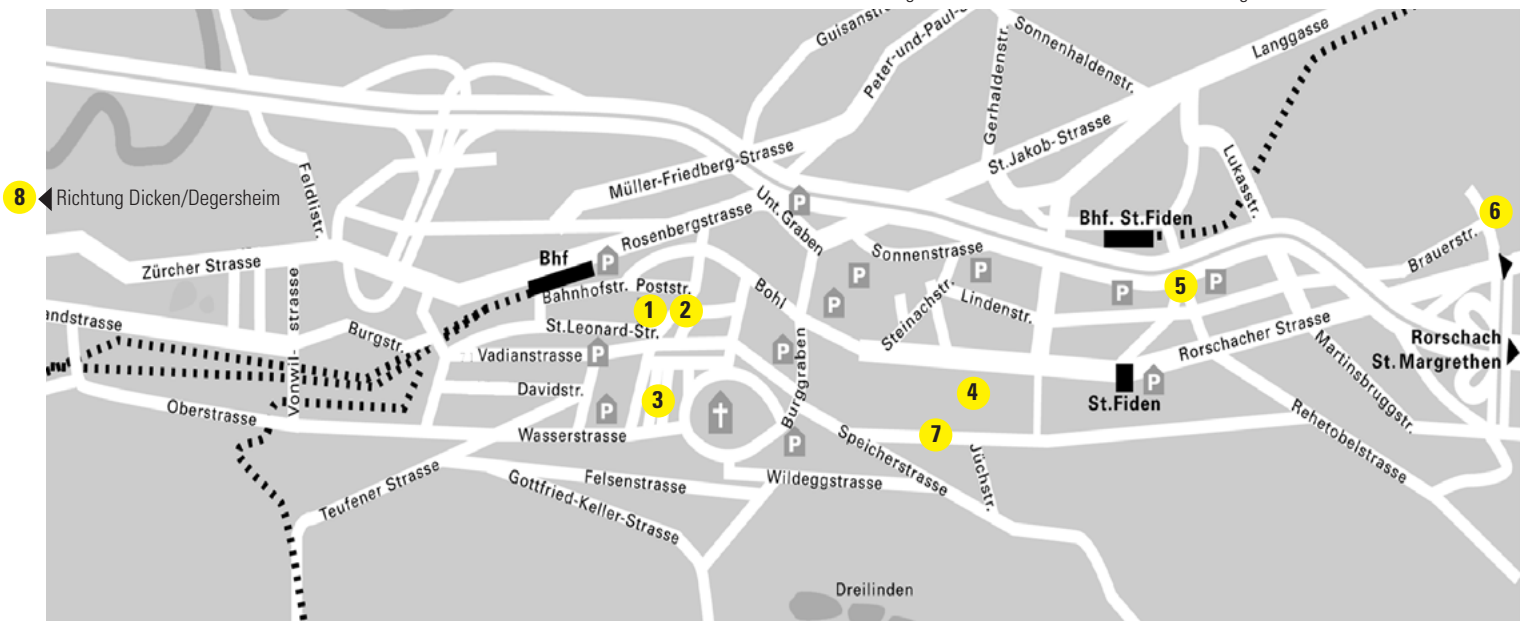 Guisanstr
Peter-und-Paul-S
Gerhaldenstr.
Sonnenhaldenstr.
Langgasse
St.Jakob-Strasse
Lukasstr.
Feldlistr.
Müller-Friedberg-Strasse
8
Richtung Dicken/Degersheim
Unt.Graben
P
6
Bhf. St.Fiden
Rosenbergstrasse
Brauerstr.
Sonnenstrasse
Zürcher Strasse
Bhf
P
P
P
P
P
5
Bahnhofstr.
Poststr.
Bohl
Steinachstr.
Lindenstr.
P
1
2
andstrasse
Vonwil-
strasse
Burgstr.
St.Leonard-Str.
Vadianstrasse
P
P
Burggraben
Rorschacher Strasse
Martinsbruggstr.
Rorschach
St.Margrethen
Davidstr.
3
4
P
St.Fiden
Oberstrasse
P
Wasserstrasse
P
Speicherstrasse
7
Jüchstr.
Rehetobelstrasse
Teufener Strasse
Felsenstrasse
Wildeggstrasse
Gottfried-Keller-Strasse
Dreilinden